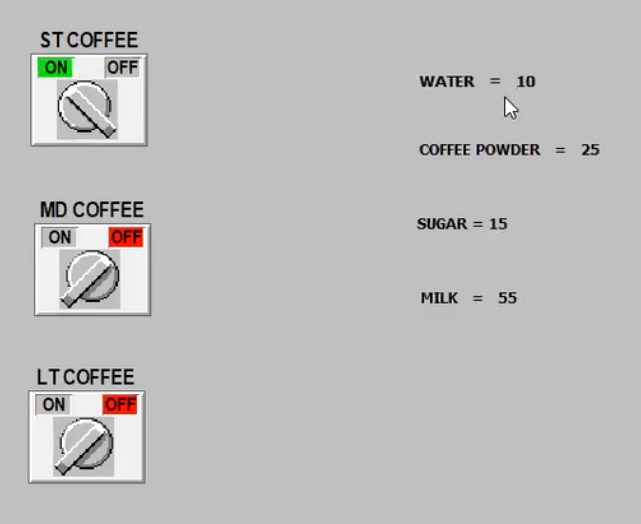 ST COFFEE
ON OFF
WATER = 10
COFFEE POWDER = 25
MD COFFEE
ON OFF
SUGAR = 15
MILK = 55
LT COFFEE
ON OFF